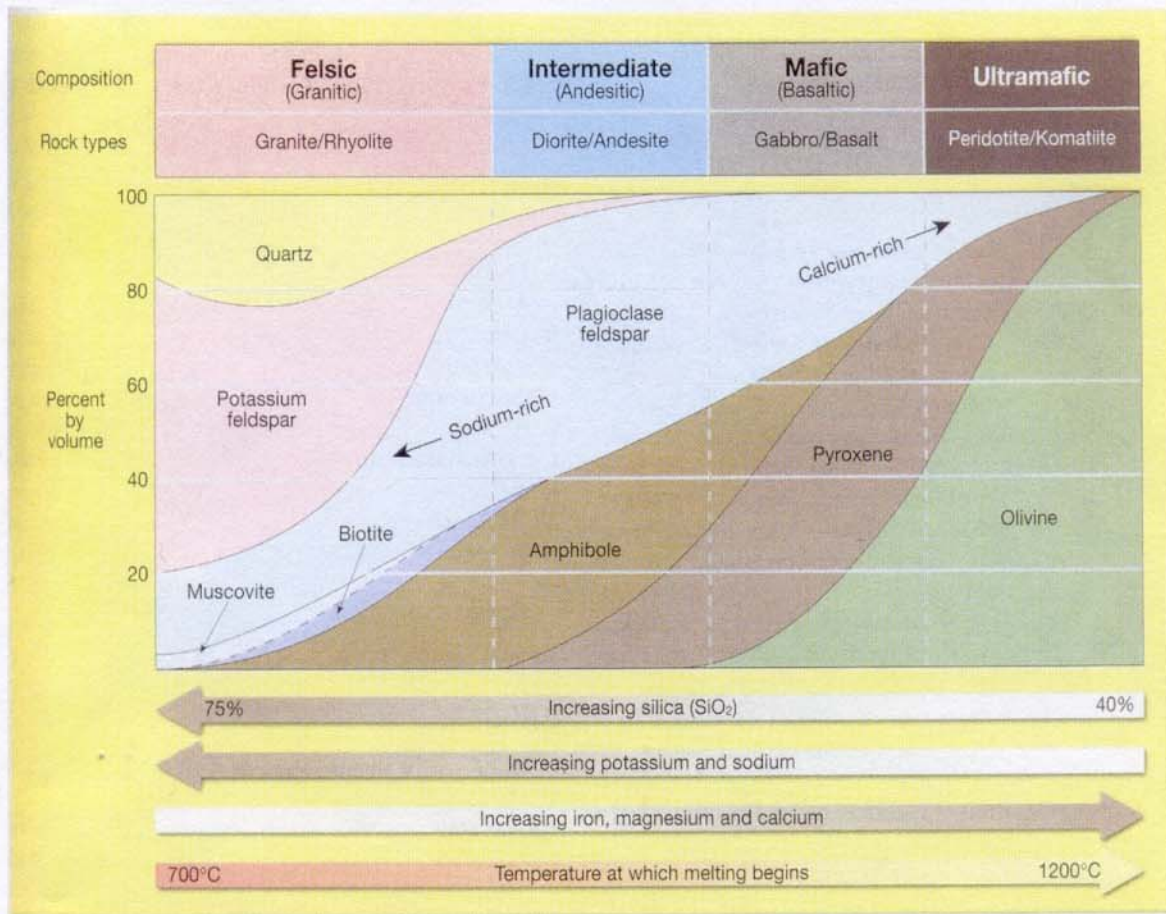 Composition
Felsic
(Granitic)
Intermediate
(Andesitic)
Mafic
(Basaltic)
Ultramafic
Rock types
Granite/Rhyolite
Diorite/Andesite
Gabbro/Basalt
Peridotite/Komatiite
100
80
60
40
20
Percent
by
volume
Quartz
Potassium
feldspar
Sodium-rich
Calcium-rich
Plagioclase
feldspar
Muscovite
Biotite
Amphibole
Pyroxene
Olivine
75% Increasing silica (SiO₂) 40%
Increasing potassium and sodium
Increasing iron, magnesium and calcium
700°C Temperature at which melting begins 1200°C